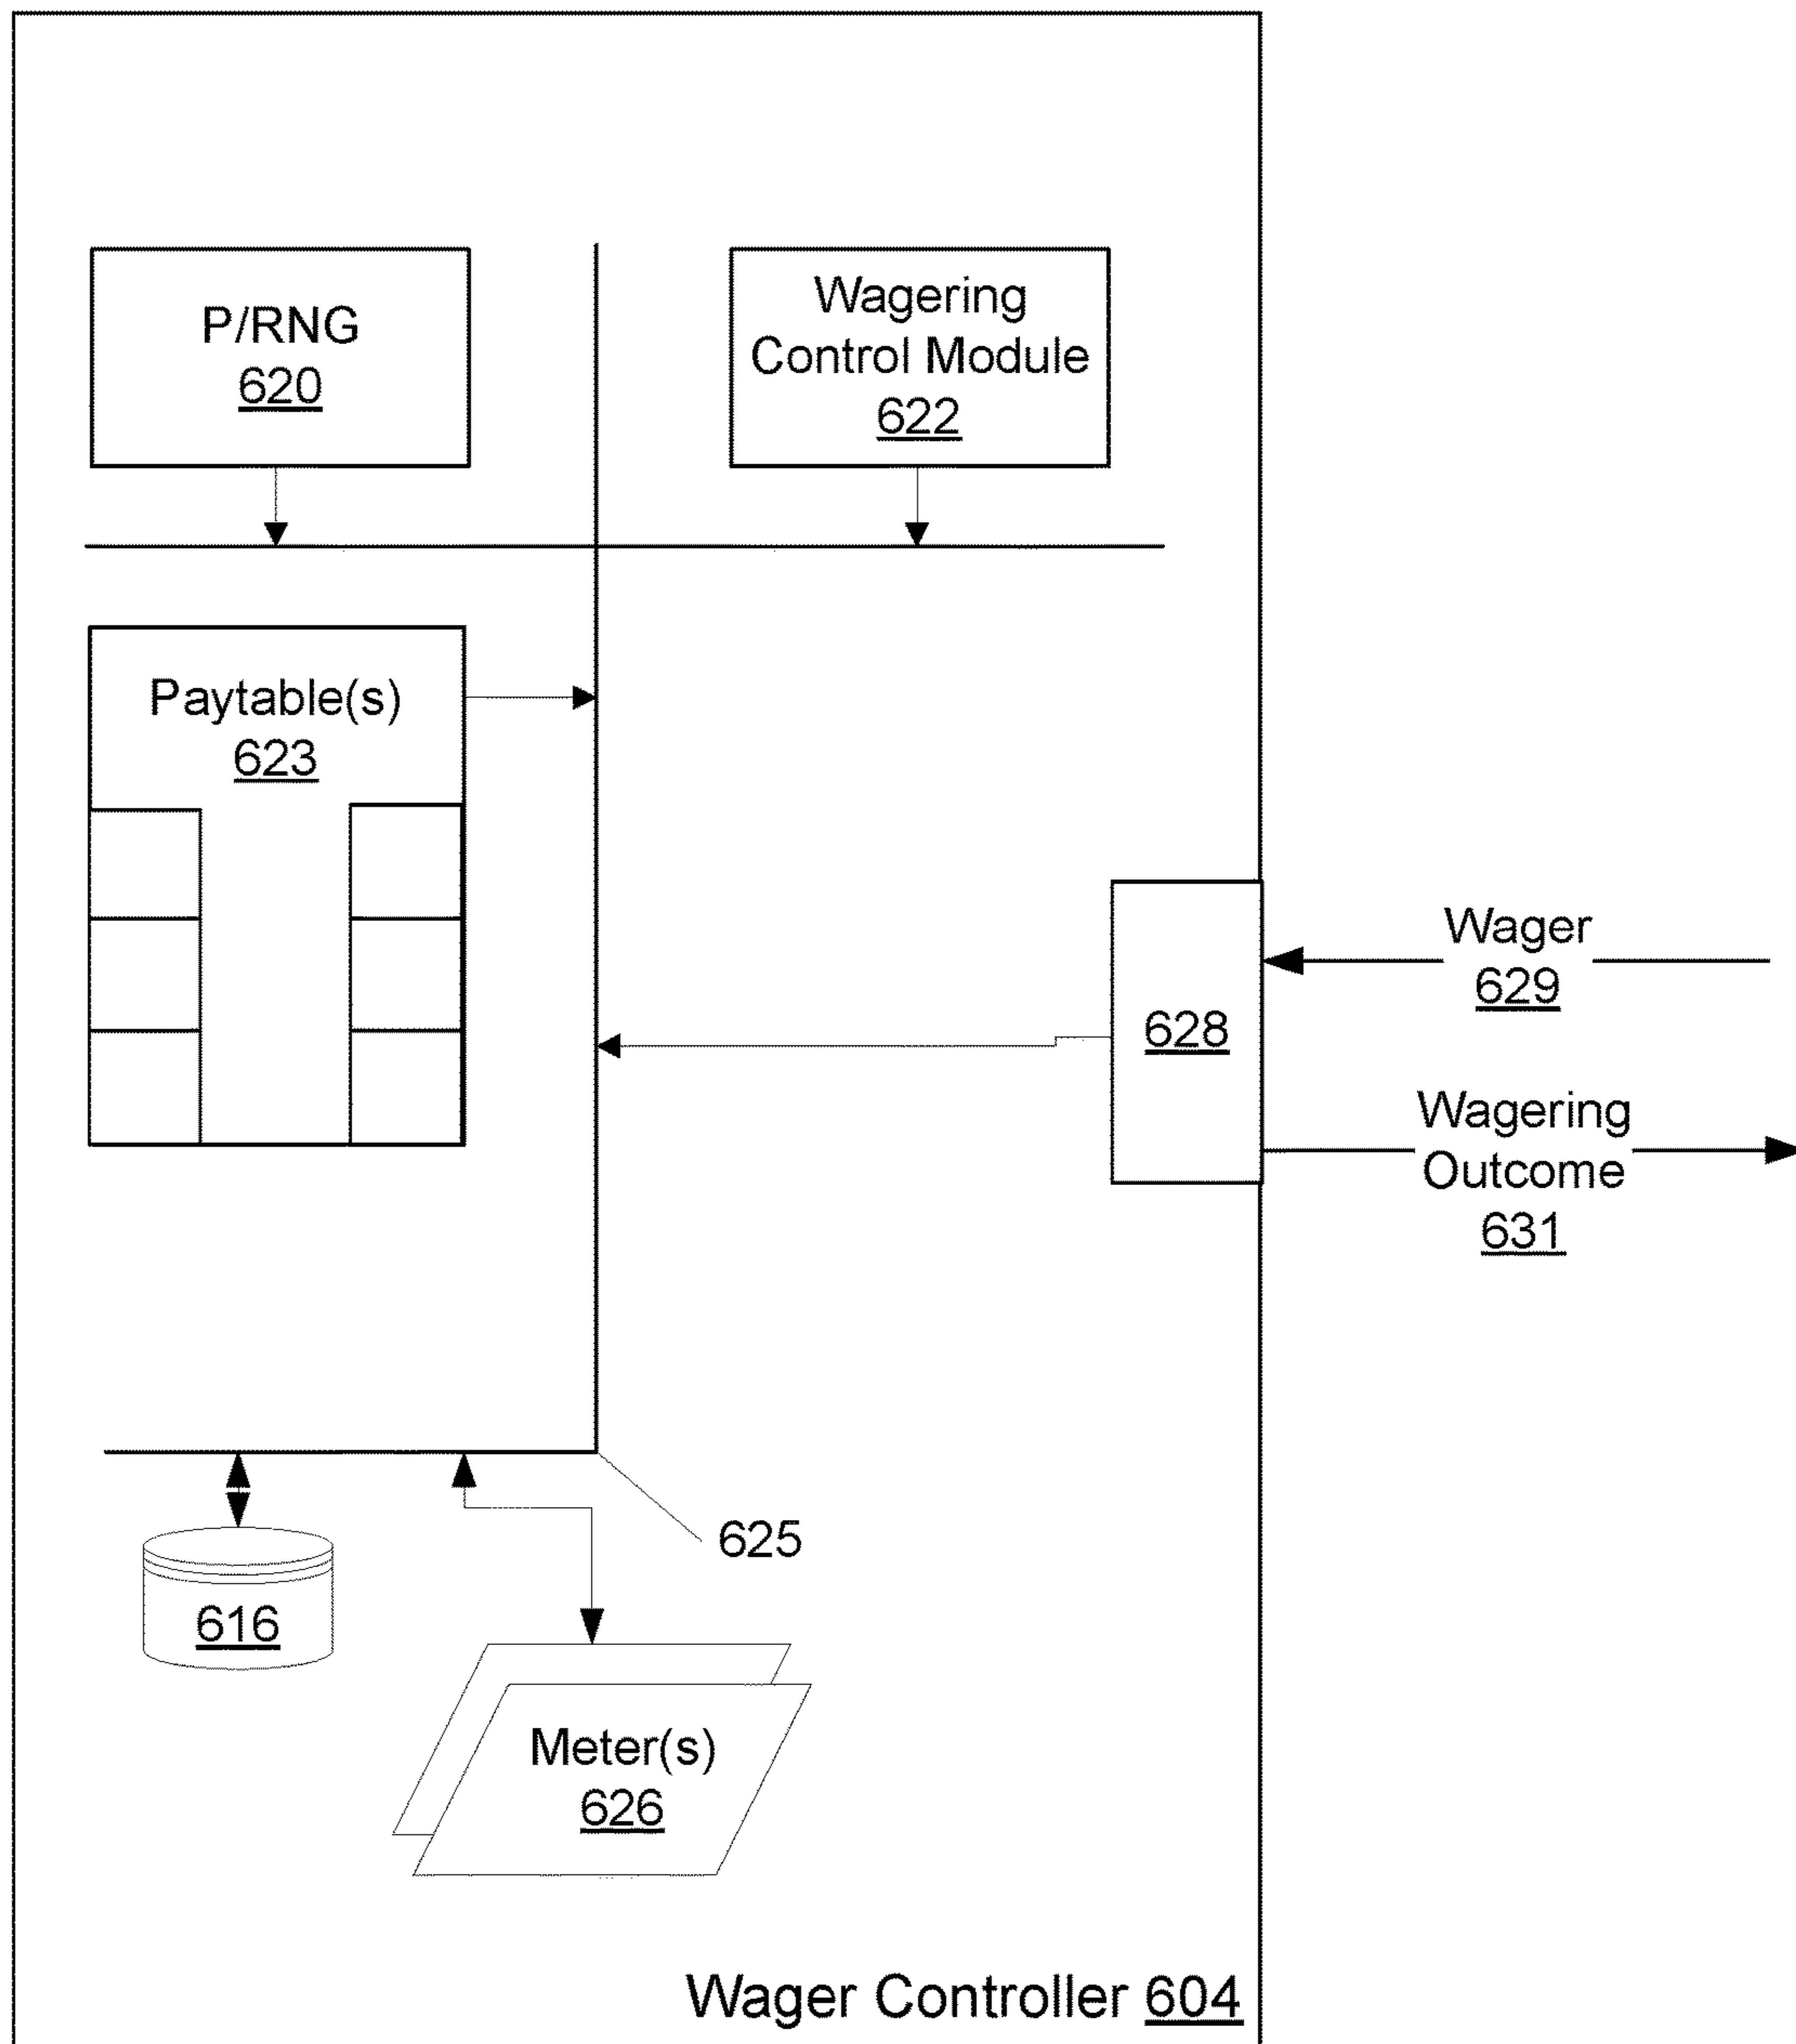 P/RNG
620
Wagering
Control Module
622
Paytable(s)
623
628
Wager
629
Wagering
Outcome
631
625
616
Meter(s)
626
Wager Controller 604